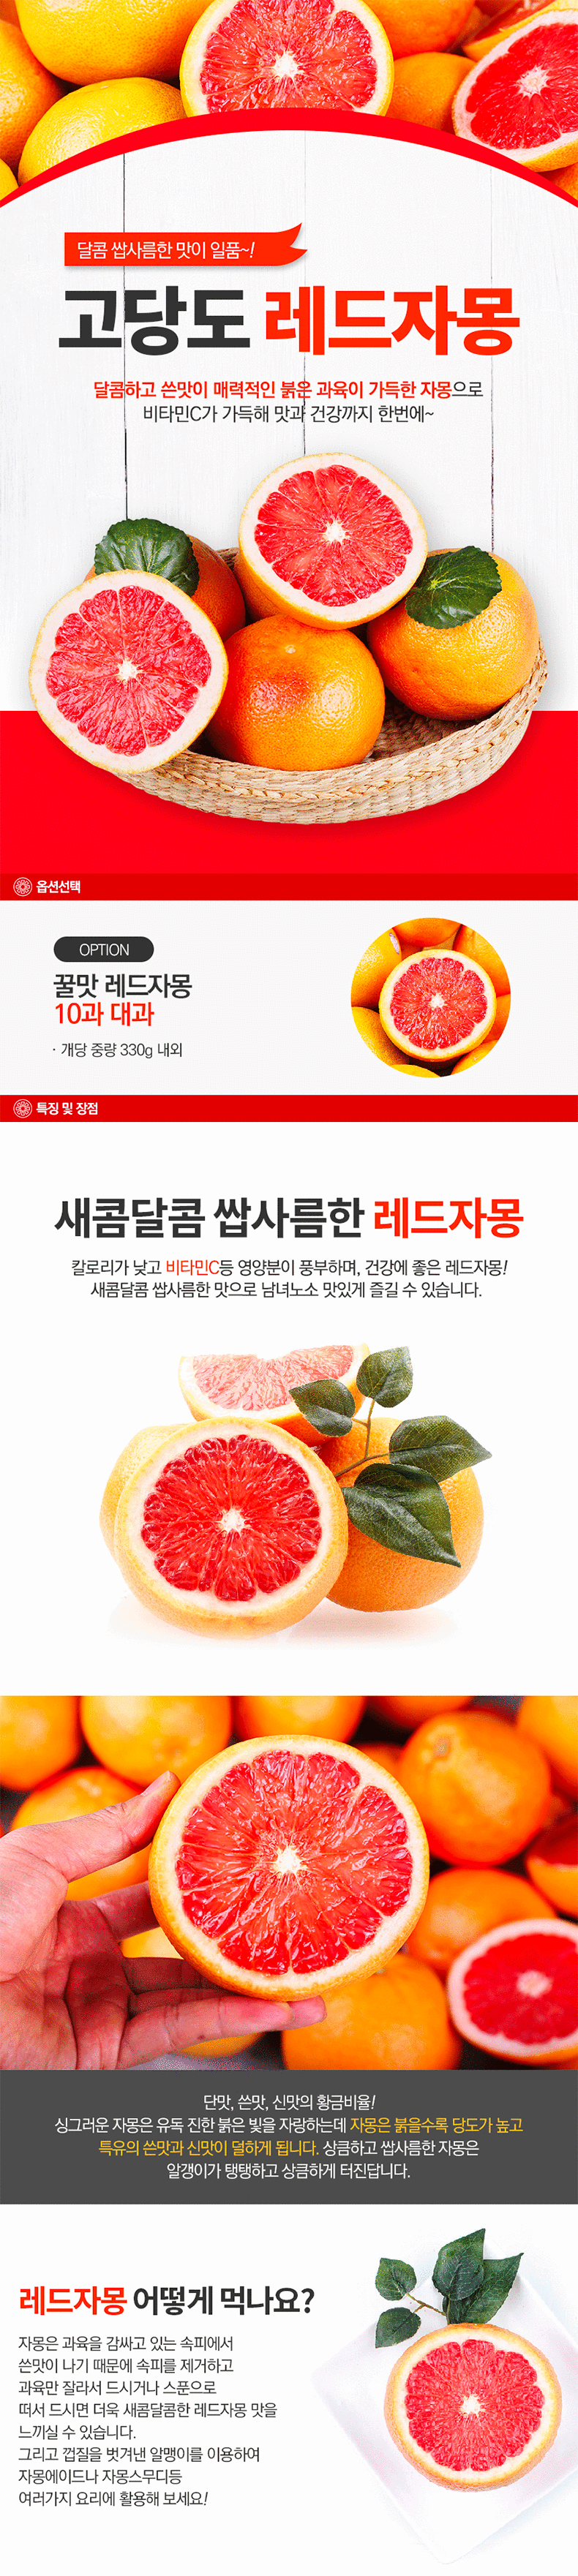 달콤 쌉사름한 맛이 일품~!
고당도 레드자몽
달콤하고 쓴맛이 매력적인 붉은 과육이 가득한 자몽으로
비타민C가 가득해 맛과 건강까지 한번에~
옵션선택
OPTION
꿀맛 레드자몽
10과 대과
· 개당 중량 330g 내외
특징 및 장점
새콤달콤 쌉사름한 레드자몽
칼로리가 낮고 비타민C등 영양분이 풍부하며, 건강에 좋은 레드자몽!
새콤달콤 쌉사름한 맛으로 남녀노소 맛있게 즐길 수 있습니다.
단맛, 쓴맛, 신맛의 황금비율!
싱그러운 자몽은 유독 진한 붉은 빛을 자랑하는데 자몽은 붉을수록 당도가 높고
특유의 쓴맛과 신맛이 덜하게 됩니다. 상큼하고 쌉사름한 자몽은
알갱이가 탱탱하고 상큼하게 터진답니다.
레드자몽 어떻게 먹나요?
자몽은 과육을 감싸고 있는 속피에서
쓴맛이 나기 때문에 속피를 제거하고
과육만 잘라서 드시거나 스푼으로
떠서 드시면 더욱 새콤달콤한 레드자몽 맛을
느끼실 수 있습니다.
그리고 껍질을 벗겨낸 알맹이를 이용하여
자몽에이드나 자몽스무디등
여러가지 요리에 활용해 보세요!